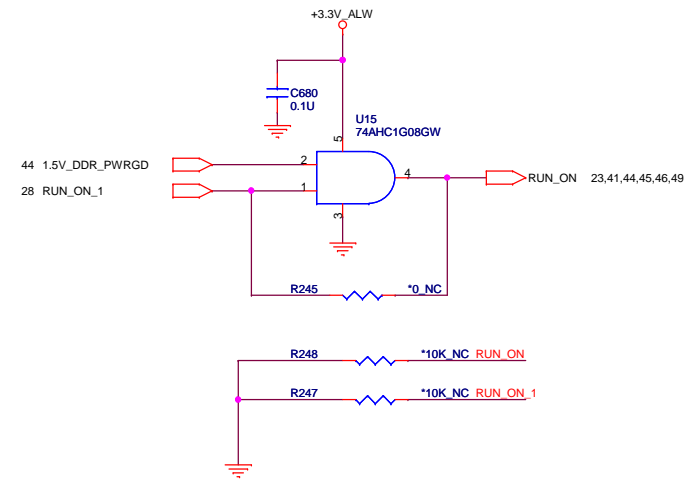 +3.3V_ALW
C680
0.1U
U15
74AHC1G08GW
5
44 1.5V_DDR_PWRGD
2
28 RUN_ON_1
1
4
RUN_ON 23,41,44,45,46,49
3
R245 *0_NC
R248 *10K_NC RUN_ON
R247 *10K_NC RUN_ON_1